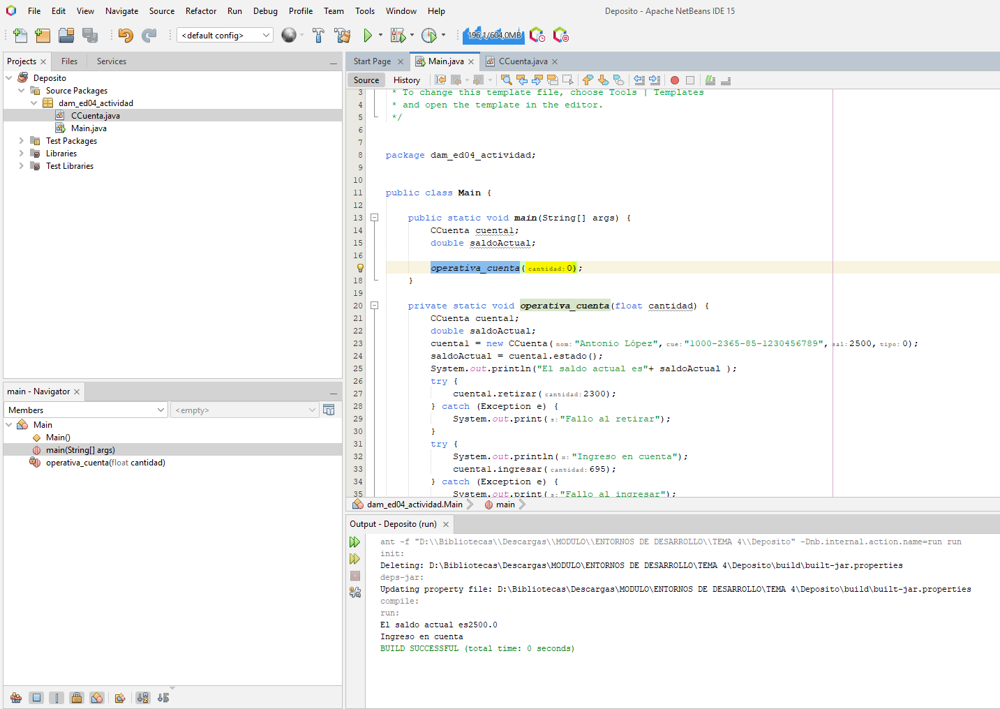 File Edit View Navigate Source Refactor Run Debug Profile Team Tools Window Help
Deposito - Apache NetBeans IDE 15
<default config>
196,1/604,0MB
Projects Files Services
Deposito
Source Packages
dam_ed04_actividad
CCuenta.java
Main.java
Test Packages
Libraries
Test Libraries
main - Navigator
Members <empty>
Main
Main()
main(String[] args)
operativa_cuenta(float cantidad)
Start Page Main.java CCuenta.java
Source History
3 * To change this template file, choose Tools | Templates
4 * and open the template in the editor.
5 */
6
7
8 package dam_ed04_actividad;
9
10
11 public class Main {
12
13 public static void main(String[] args) {
14 CCuenta cuenta1;
15 double saldoActual;
16
operativa_cuenta(cantidad: 0);
18 }
19
20 private static void operativa_cuenta(float cantidad) {
21 CCuenta cuenta1;
22 double saldoActual;
23 cuenta1 = new CCuenta(nom: "Antonio López", cue: "1000-2365-85-1230456789", sal: 2500, tipo: 0);
24 saldoActual = cuenta1.estado();
25 System.out.println("El saldo actual es"+ saldoActual );
26 try {
27 cuenta1.retirar(cantidad: 2300);
28 } catch (Exception e) {
29 System.out.print(s: "Fallo al retirar");
30 }
31 try {
32 System.out.println(x: "Ingreso en cuenta");
33 cuenta1.ingresar(cantidad: 695);
34 } catch (Exception e) {
35 System.out.print(s: "Fallo al ingresar");
dam_ed04_actividad.Main main
Output - Deposito (run)
ant -f "D:\\Bibliotecas\\Descargas\\MODULO\\ENTORNOS DE DESARROLLO\\TEMA 4\\Deposito" -Dnb.internal.action.name=run run
init:
Deleting: D:\Bibliotecas\Descargas\MODULO\ENTORNOS DE DESARROLLO\TEMA 4\Deposito\build\built-jar.properties
deps-jar:
Updating property file: D:\Bibliotecas\Descargas\MODULO\ENTORNOS DE DESARROLLO\TEMA 4\Deposito\build\built-jar.properties
compile:
run:
El saldo actual es2500.0
Ingreso en cuenta
BUILD SUCCESSFUL (total time: 0 seconds)